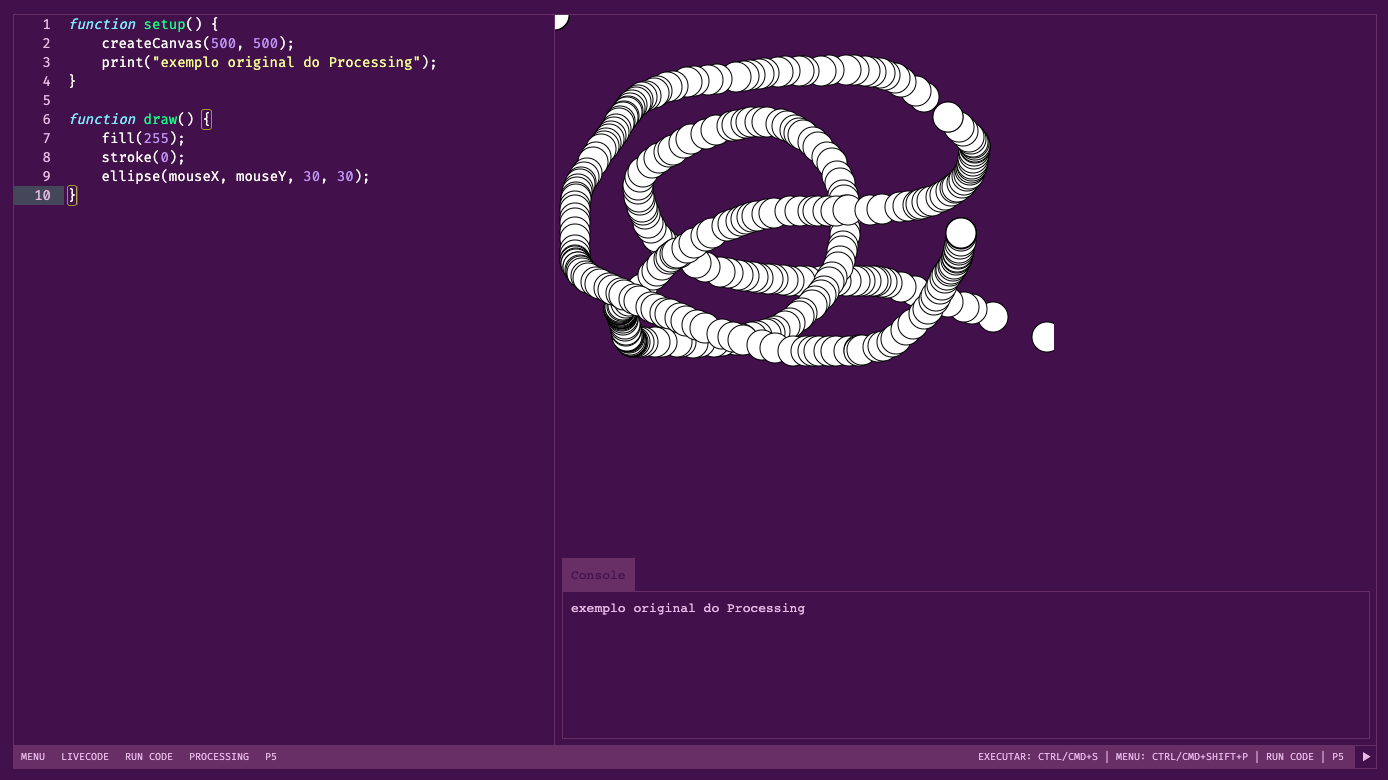 1 function setup() {
2     createCanvas(500, 500);
3     print("exemplo original do Processing");
4 }
5
6 function draw() {
7     fill(255);
8     stroke(0);
9     ellipse(mouseX, mouseY, 30, 30);
10 }
Console
exemplo original do Processing
MENU LIVECODE RUN CODE PROCESSING P5
EXECUTAR: CTRL/CMD+S | MENU: CTRL/CMD+SHIFT+P | RUN CODE | P5